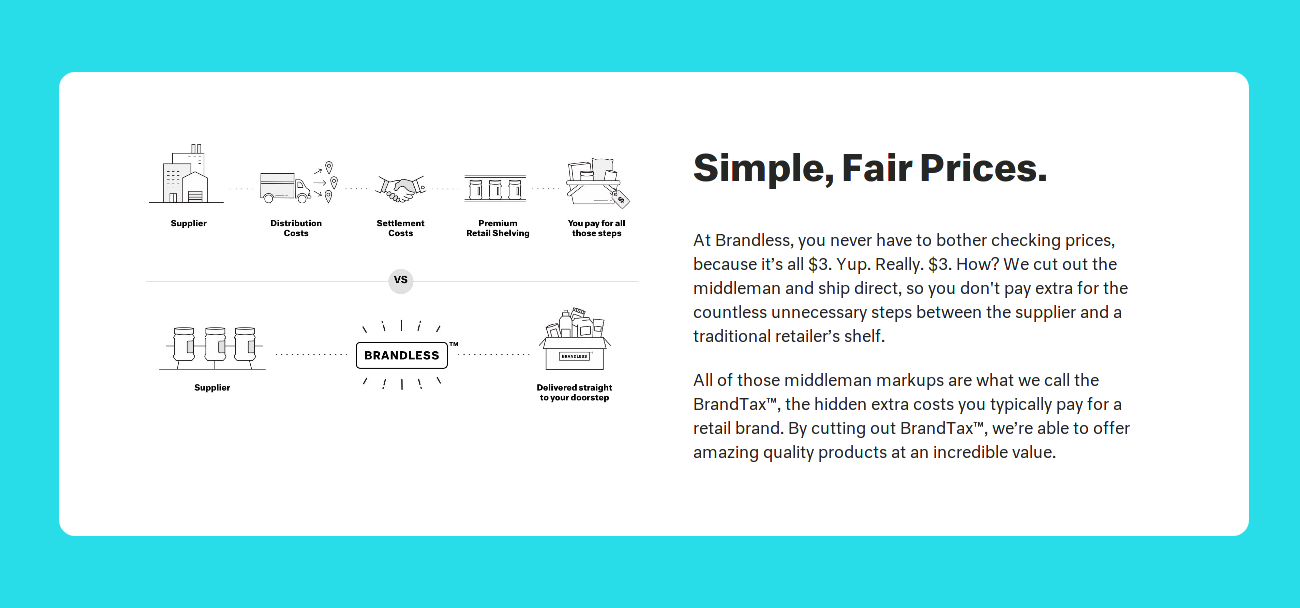 Supplier
Distribution
Costs
Settlement
Costs
Premium
Retail Shelving
You pay for all
those steps
$
VS
BRANDLESS™
BRANDLESS
Supplier
Delivered straight
to your doorstep
Simple, Fair Prices.
At Brandless, you never have to bother checking prices,
because it’s all $3. Yup. Really. $3. How? We cut out the
middleman and ship direct, so you don't pay extra for the
countless unnecessary steps between the supplier and a
traditional retailer’s shelf.
All of those middleman markups are what we call the
BrandTax™, the hidden extra costs you typically pay for a
retail brand. By cutting out BrandTax™, we’re able to offer
amazing quality products at an incredible value.